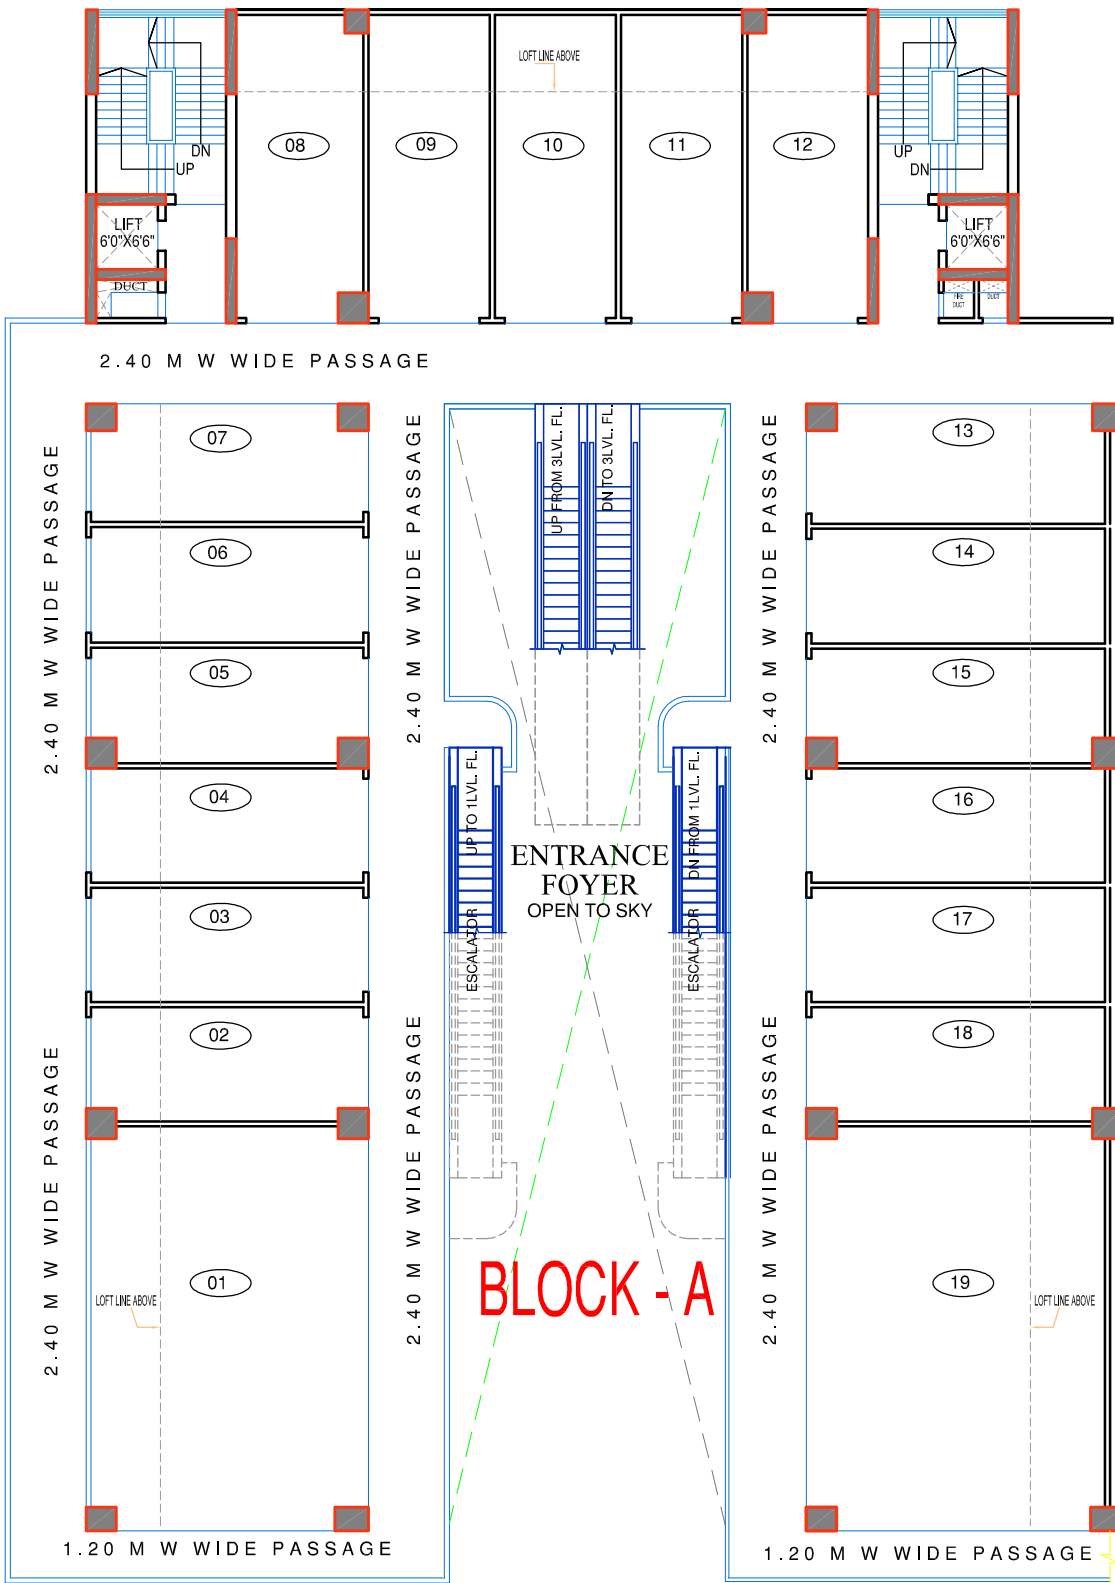 LOFT LINE ABOVE
08
09
10
11
12
DN
UP
UP
DN
LIFT
6'0"X6'6"
LIFT
6'0"X6'6"
DUCT
FIRE
DUCT
DUCT
2.40 M W WIDE PASSAGE
07
06
05
04
03
02
01
2.40 M W WIDE PASSAGE
2.40 M W WIDE PASSAGE
2.40 M W WIDE PASSAGE
2.40 M W WIDE PASSAGE
UP FROM 3LVL. FL.
DN TO 3LVL. FL.
ESCALATOR UP TO 1LVL. FL.
ESCALATOR DN FROM 1LVL. FL.
ENTRANCE
FOYER
OPEN TO SKY
BLOCK - A
2.40 M W WIDE PASSAGE
2.40 M W WIDE PASSAGE
13
14
15
16
17
18
19
LOFT LINE ABOVE
LOFT LINE ABOVE
1.20 M W WIDE PASSAGE
1.20 M W WIDE PASSAGE